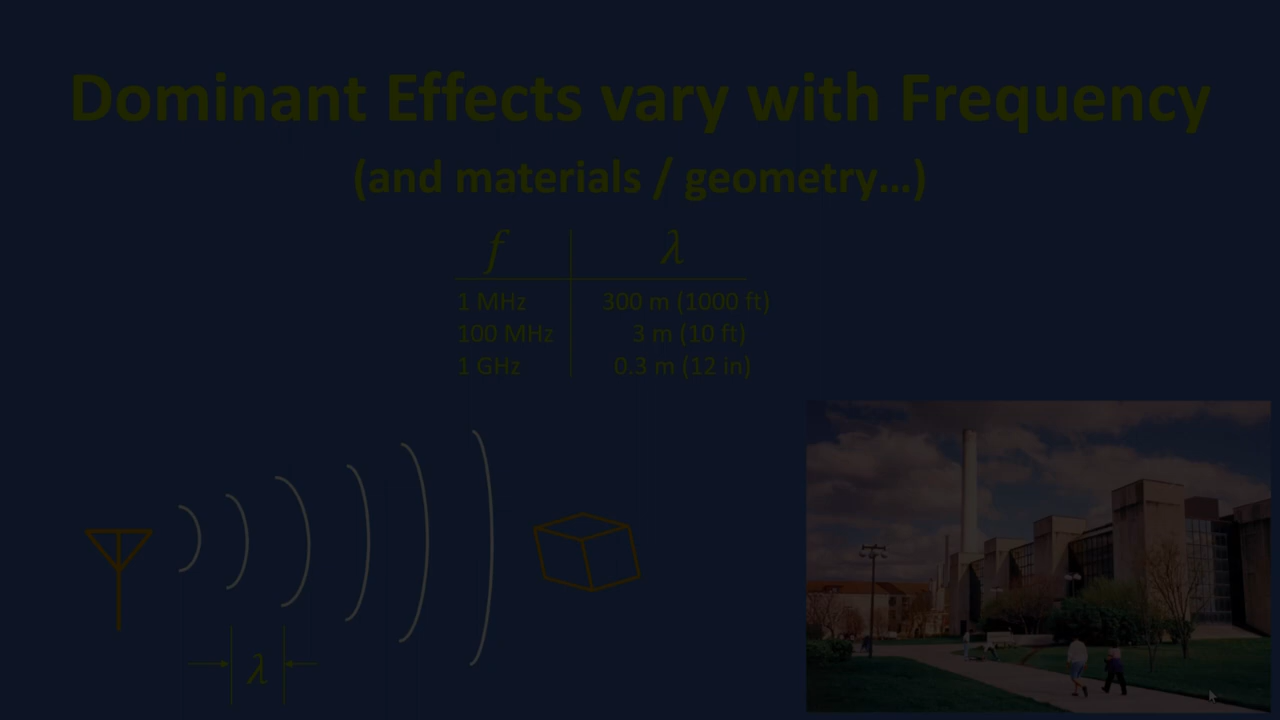 Dominant Effects vary with Frequency
(and materials / geometry...)
f λ
1 MHz 300 m (1000 ft)
100 MHz 3 m (10 ft)
1 GHz 0.3 m (12 in)
λ